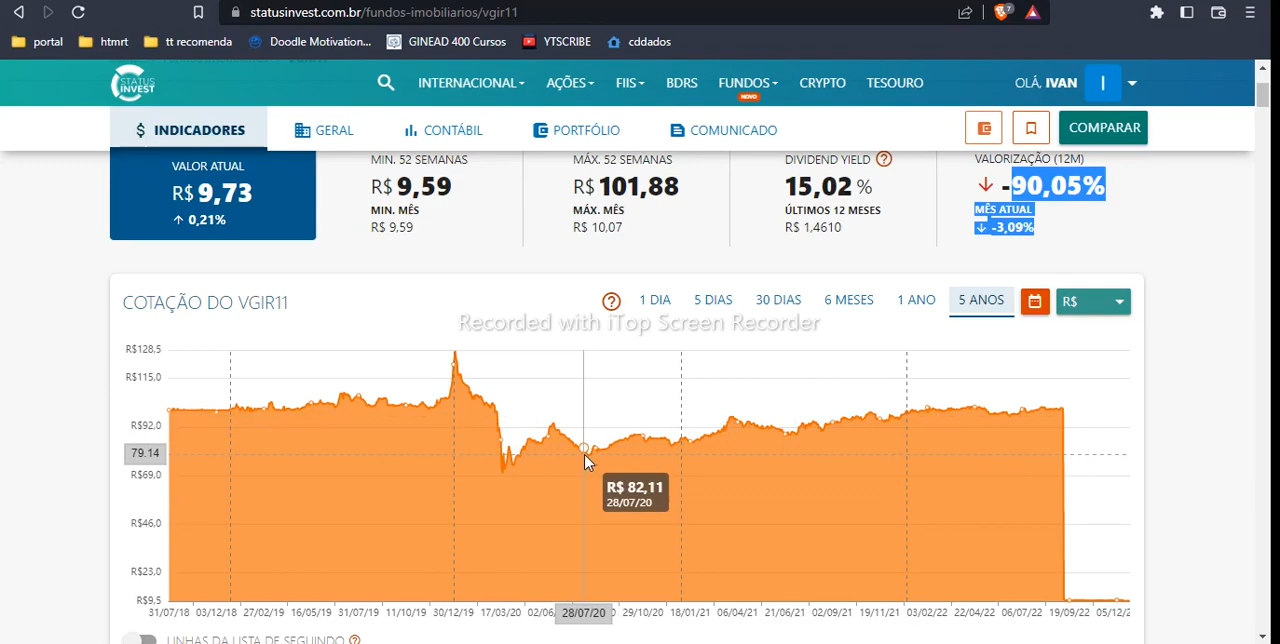 statusinvest.com.br/fundos-imobiliarios/vgir11
portal htmrt tt recomenda Doodle Motivation... GINEAD 400 Cursos YTSCRIBE cddados
STATUS INVEST INTERNACIONAL AÇÕES FIIS BDRS FUNDOS CRYPTO TESOURO OLÁ, IVAN I
NOVO
$ INDICADORES GERAL CONTÁBIL PORTFÓLIO COMUNICADO COMPARAR
VALOR ATUAL MIN. 52 SEMANAS MÁX. 52 SEMANAS DIVIDEND YIELD ? VALORIZAÇÃO (12M)
R$ 9,73 R$ 9,59 R$ 101,88 15,02 % -90,05%
↑ 0,21% MIN. MÊS MÁX. MÊS ÚLTIMOS 12 MESES MÊS ATUAL
R$ 9,59 R$ 10,07 R$ 1,4610 ↓ -3,09%
COTAÇÃO DO VGIR11 ? 1 DIA 5 DIAS 30 DIAS 6 MESES 1 ANO 5 ANOS R$
Recorded with iTop Screen Recorder
R$128,5
R$115,0
R$92,0
79.14
R$69,0
R$46,0
R$23,0
R$9,5
R$ 82,11
28/07/20
31/07/18 03/12/18 27/02/19 16/05/19 31/07/19 11/10/19 30/12/19 17/03/20 02/06/ 28/07/20 29/10/20 18/01/21 06/04/21 21/06/21 02/09/21 19/11/21 03/02/22 22/04/22 06/07/22 19/09/22 05/12/2
LINHAS DA LISTA DE SEGUINDO ?